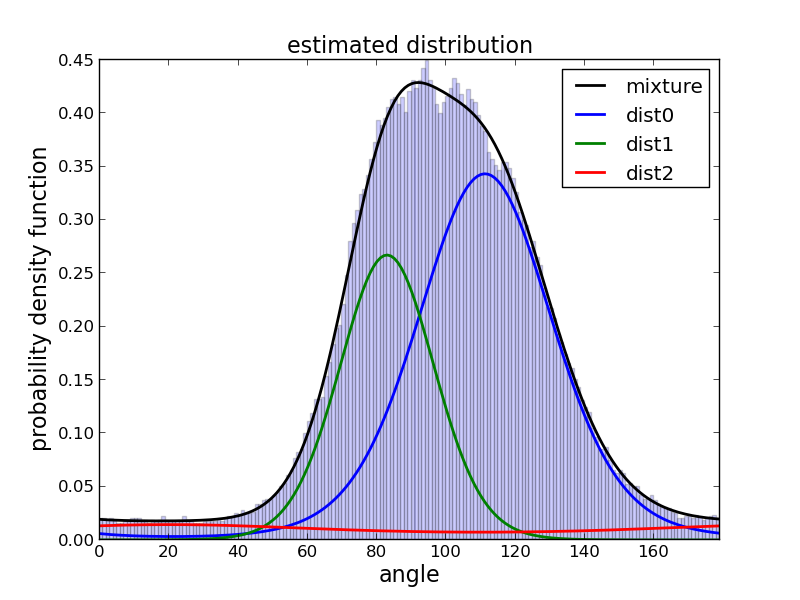 estimated distribution
0.45
0.40
0.35
0.30
0.25
0.20
0.15
0.10
0.05
0.00
probability density function
mixture
dist0
dist1
dist2
0 20 40 60 80 100 120 140 160
angle